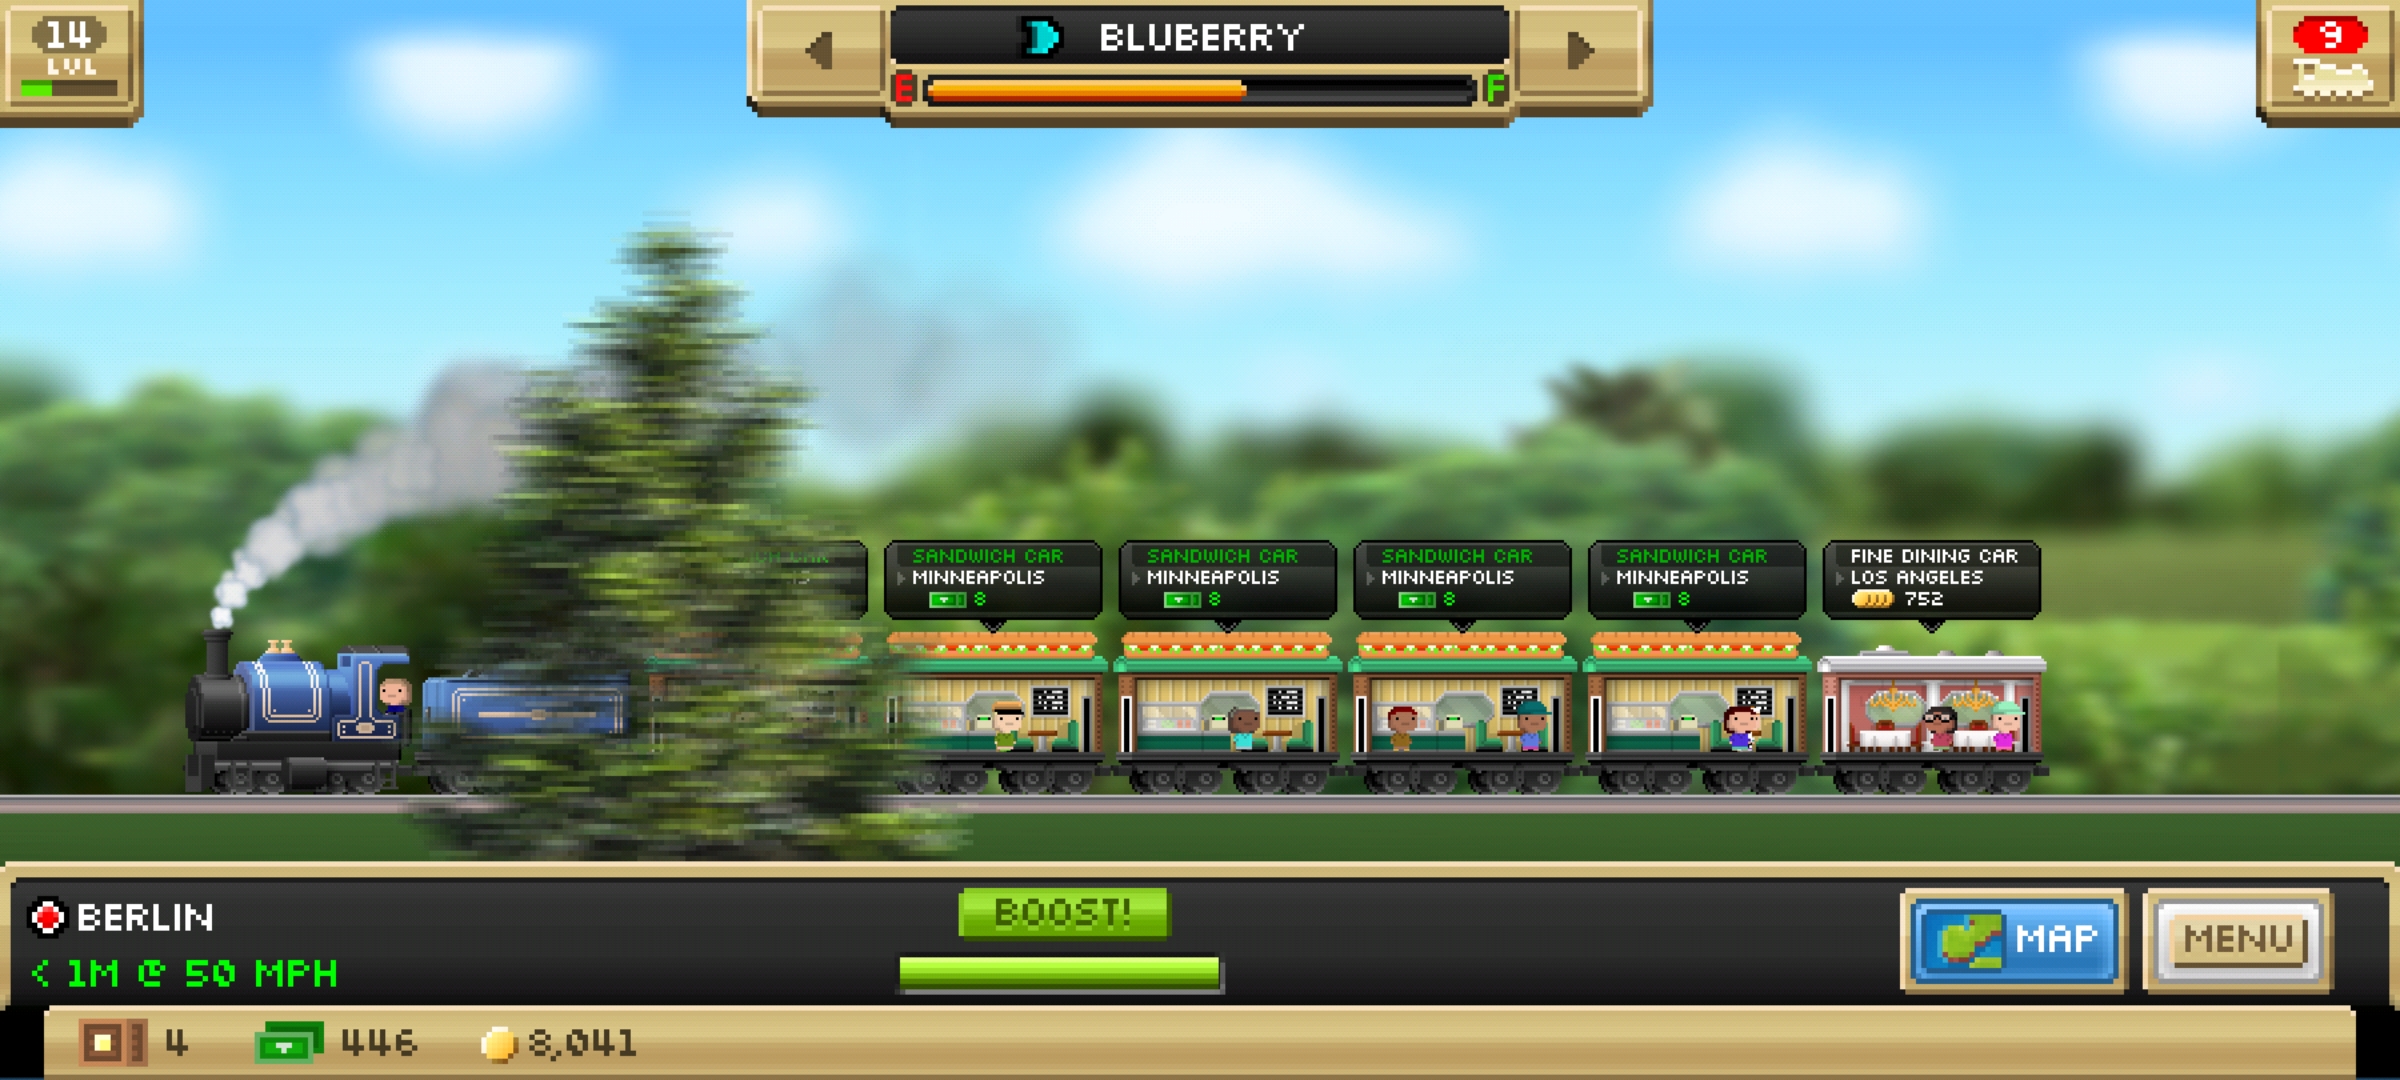 14
LVL
BLUBERRY
E
F
9
SANDWICH CAR
MINNEAPOLIS
8
SANDWICH CAR
MINNEAPOLIS
8
SANDWICH CAR
MINNEAPOLIS
8
SANDWICH CAR
MINNEAPOLIS
8
FINE DINING CAR
LOS ANGELES
752
BERLIN
< 1M @ 50 MPH
BOOST!
MAP
MENU
4
446
8,041